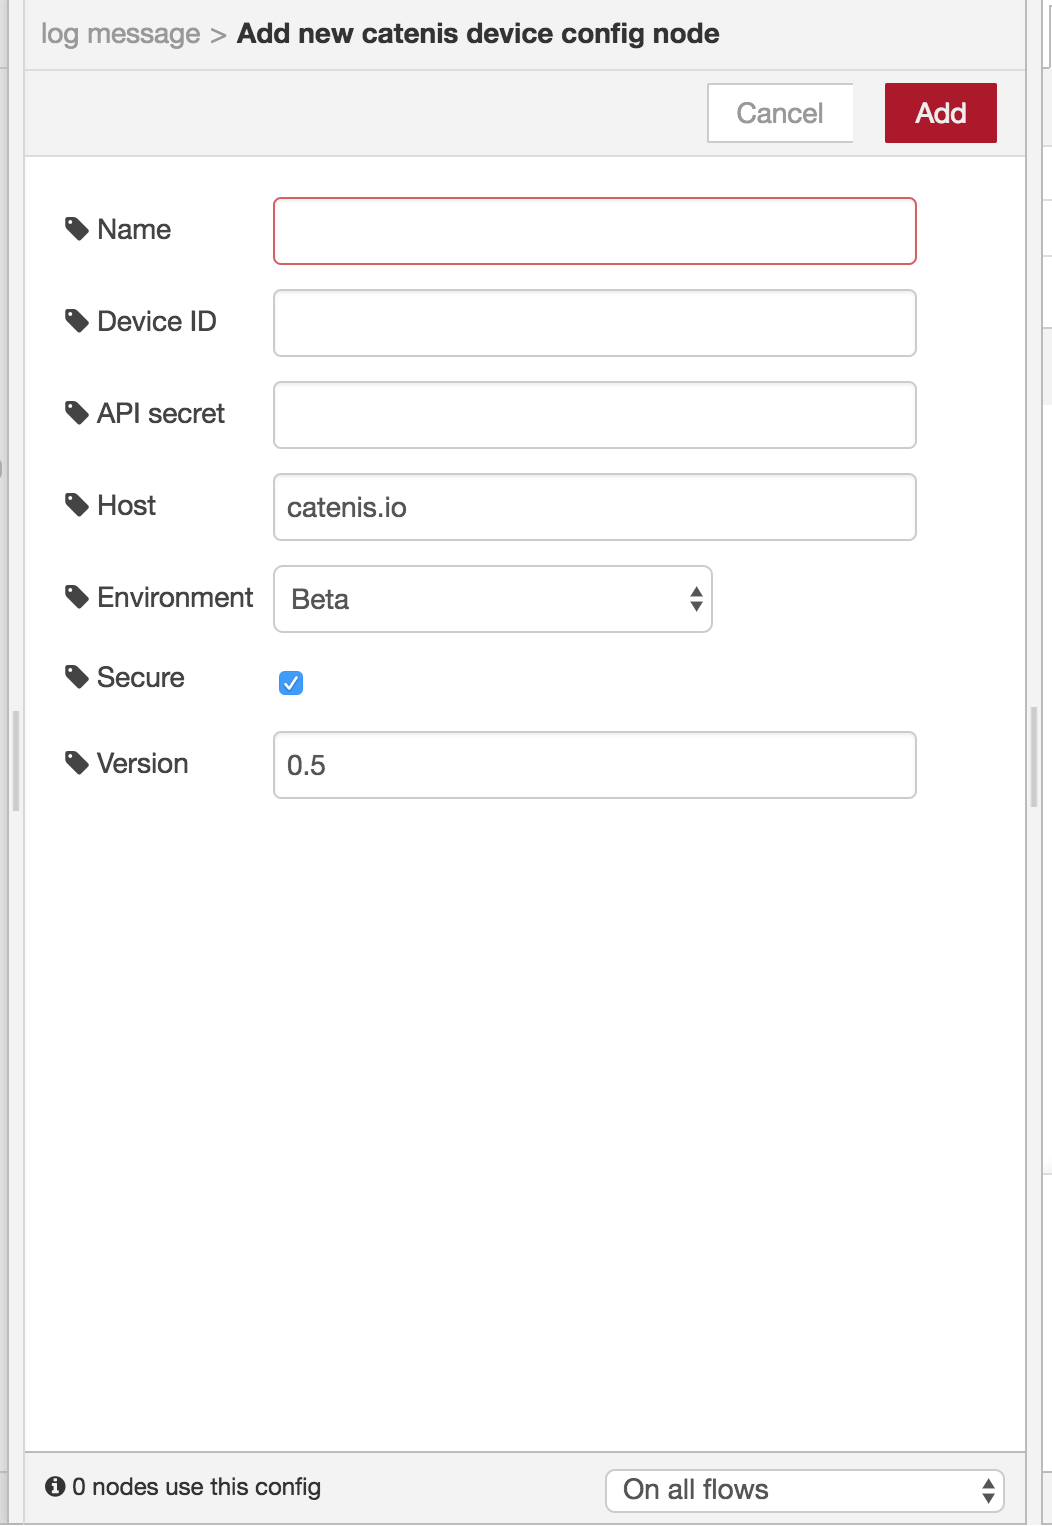 log message > Add new catenis device config node
Cancel
Add
Name
Device ID
API secret
Host
catenis.io
Environment
Beta
Secure
Version
0.5
0 nodes use this config
On all flows